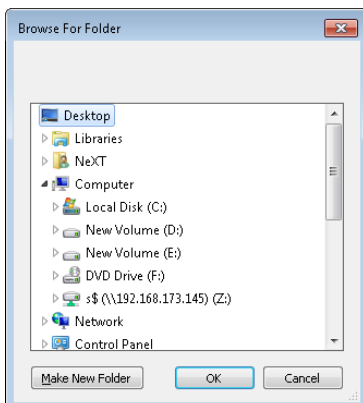 Browse For Folder
Desktop
Libraries
NeXT
Computer
Local Disk (C:)
New Volume (D:)
New Volume (E:)
DVD Drive (F:)
s$ (\\192.168.173.145) (Z:)
Network
Control Panel
Make New Folder
OK
Cancel